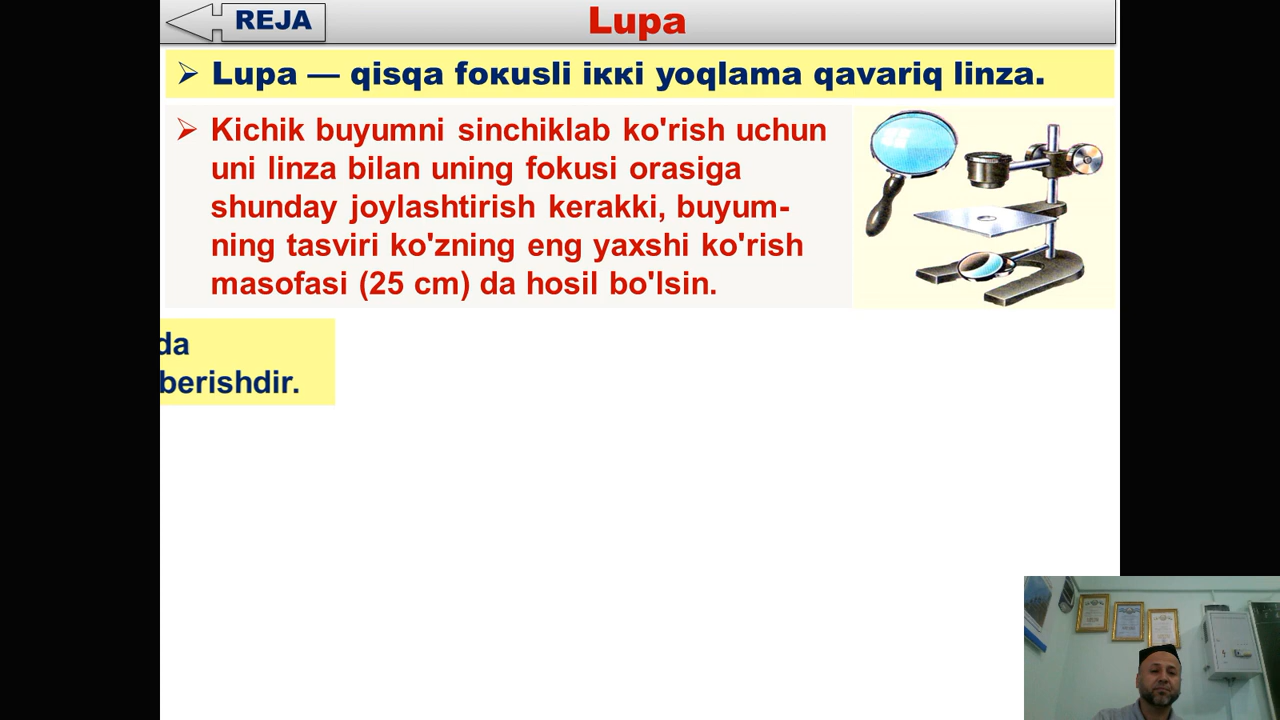 REJA
Lupa
➢ Lupa — qisqa foкusli iккi yoqlama qavariq linza.
➢ Kichik buyumni sinchiklab ko'rish uchun
uni linza bilan uning fokusi orasiga
shunday joylashtirish kerakki, buyum-
ning tasviri ko'zning eng yaxshi ko'rish
masofasi (25 cm) da hosil bo'lsin.
da
berishdir.